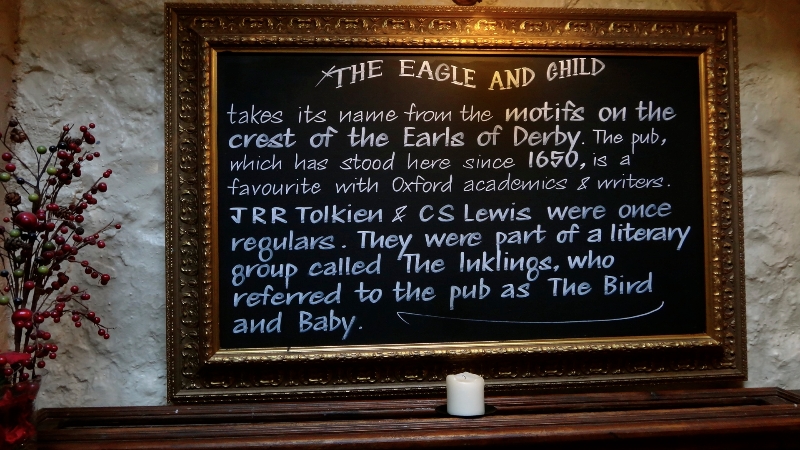 THE EAGLE AND CHILD
takes its name from the motifs on the
crest of the Earls of Derby. The pub,
which has stood here since 1650, is a
favourite with Oxford academics & writers.
JRR Tolkien & CS Lewis were once
regulars. They were part of a literary
group called The Inklings, who
referred to the pub as The Bird
and Baby.